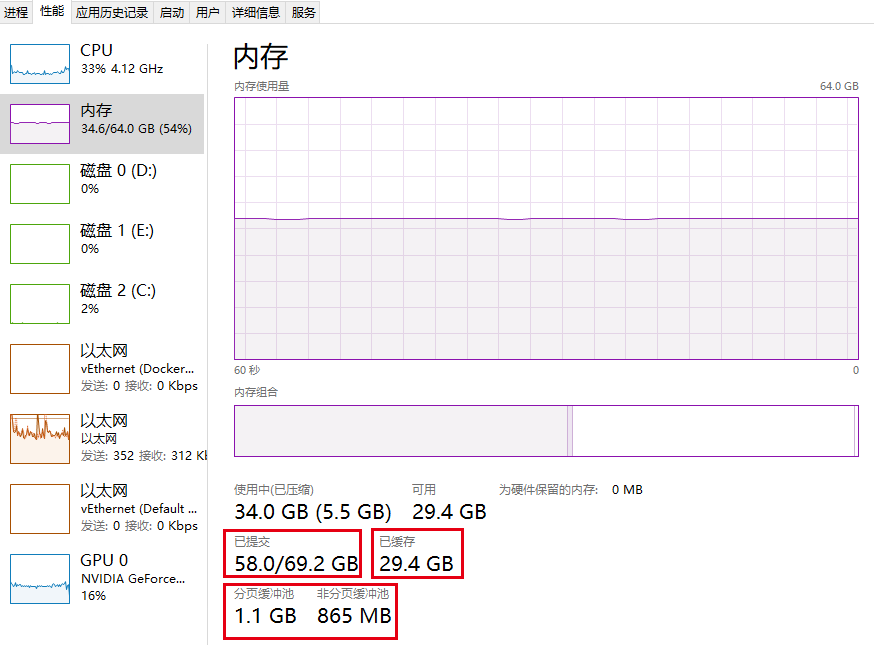 进程 性能 应用历史记录 启动 用户 详细信息 服务
CPU
33% 4.12 GHz
内存
34.6/64.0 GB (54%)
磁盘 0 (D:)
0%
磁盘 1 (E:)
0%
磁盘 2 (C:)
2%
以太网
vEthernet (Docker...
发送: 0 接收: 0 Kbps
以太网
以太网
发送: 352 接收: 312 Kb
以太网
vEthernet (Default ...
发送: 0 接收: 0 Kbps
GPU 0
NVIDIA GeForce...
16%
内存
内存使用量 64.0 GB
60 秒 0
内存组合
使用中(已压缩) 可用 为硬件保留的内存: 0 MB
34.0 GB (5.5 GB) 29.4 GB
已提交 已缓存
58.0/69.2 GB 29.4 GB
分页缓冲池 非分页缓冲池
1.1 GB 865 MB